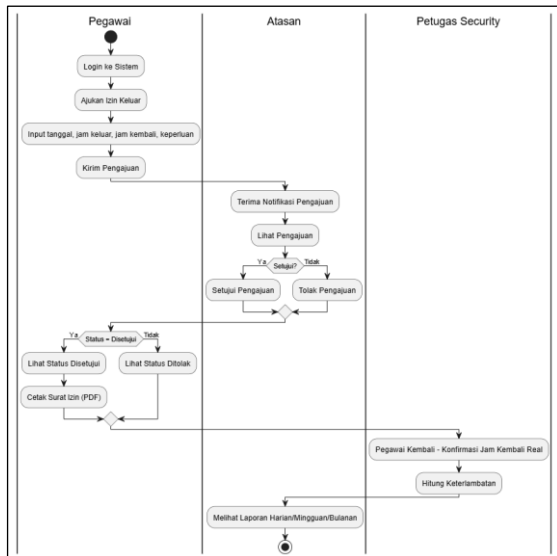 Pegawai
Atasan
Petugas Security
Login ke Sistem
Ajukan Izin Keluar
Input tanggal, jam keluar, jam kembali, keperluan
Kirim Pengajuan
Terima Notifikasi Pengajuan
Lihat Pengajuan
Ya
Setujui?
Tidak
Setujui Pengajuan
Tolak Pengajuan
Ya
Status = Disetujui
Tidak
Lihat Status Disetujui
Lihat Status Ditolak
Cetak Surat Izin (PDF)
Pegawai Kembali - Konfirmasi Jam Kembali Real
Hitung Keterlambatan
Melihat Laporan Harian/Mingguan/Bulanan